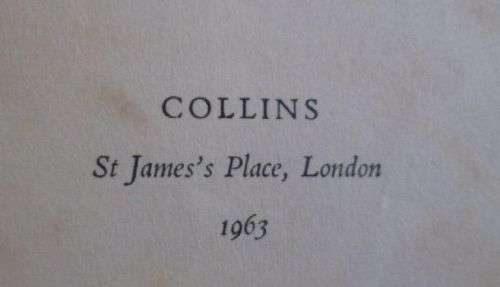 COLLINS
St James's Place, London
1963